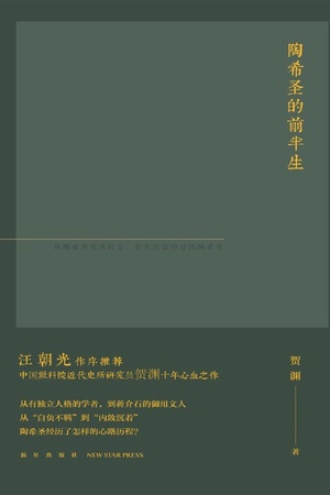 陶希圣的前半生
汪朝光 作序推荐
中国社科院近代史所研究员贺渊十年心血之作
从有独立人格的学者，到蒋介石的御用文人
从“自负不羁”到“内敛沉着”
陶希圣经历了怎样的心路历程？
新星出版社 NEW STAR PRESS
贺渊
著